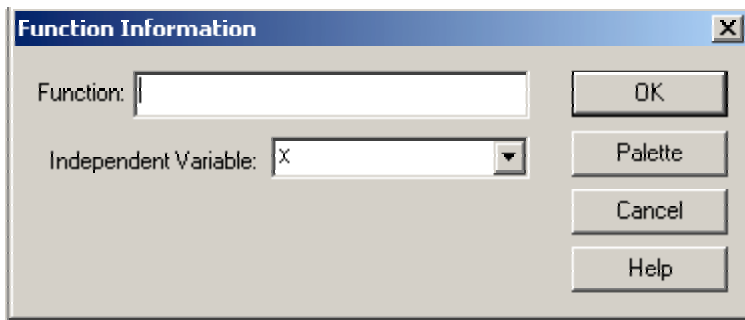 Function Information
Function:
OK
Independent Variable: X
Palette
Cancel
Help